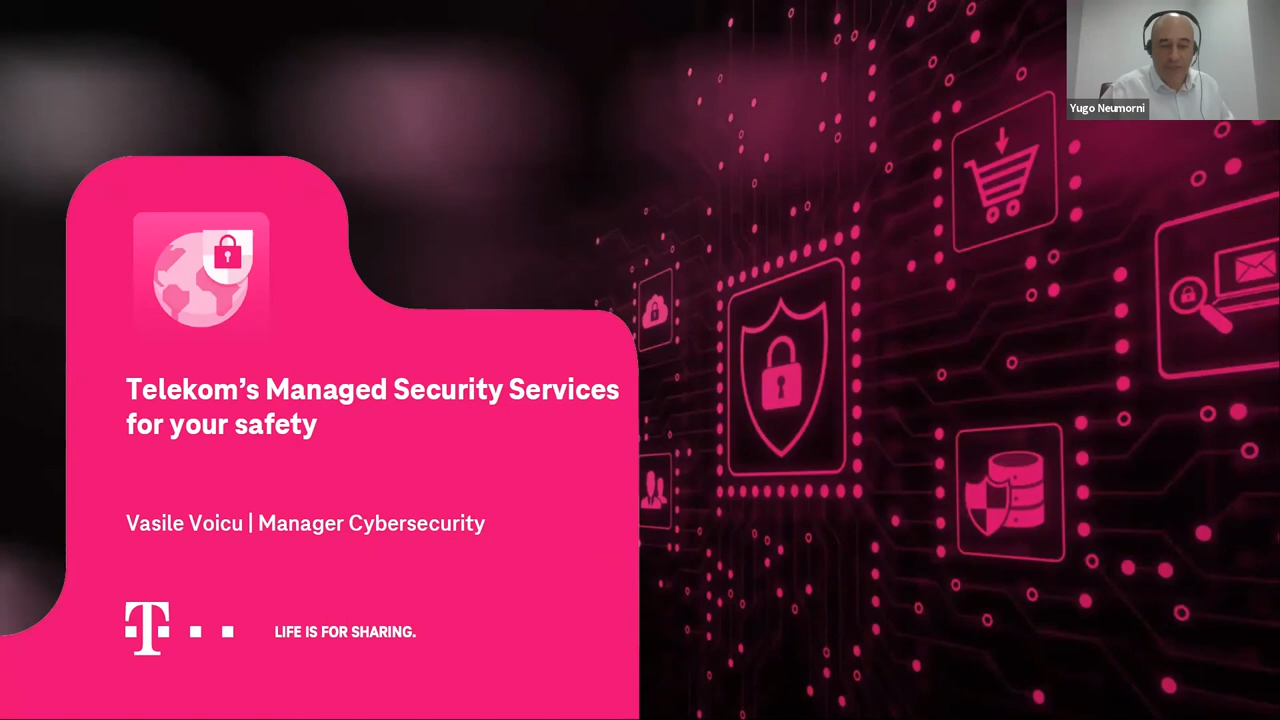 Yugo Neumorni
Telekom’s Managed Security Services
for your safety
Vasile Voicu | Manager Cybersecurity
T
LIFE IS FOR SHARING.